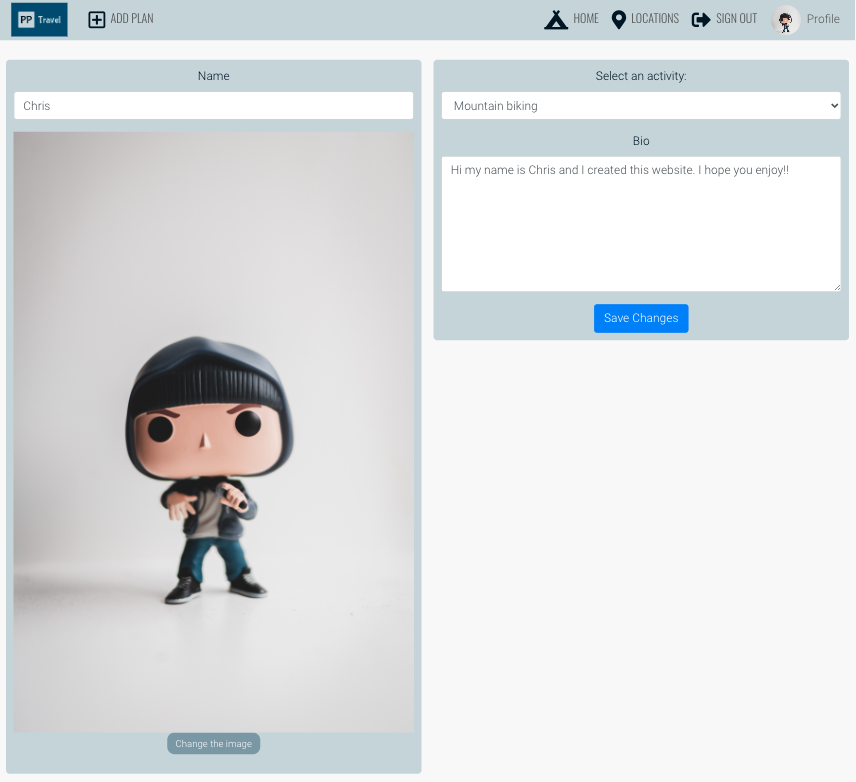 PP Travel
ADD PLAN
HOME
LOCATIONS
SIGN OUT
Profile
Name
Chris
Change the image
Select an activity:
Mountain biking
Bio
Hi my name is Chris and I created this website. I hope you enjoy!!
Save Changes